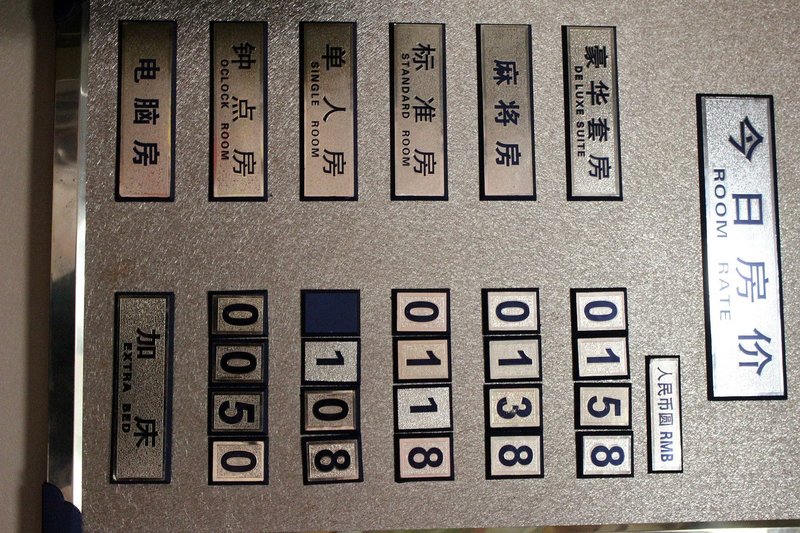 今日房价
ROOM RATE
人民币圆 RMB
豪华套房
DELUXE SUITE
0158
麻将房
0138
标准房
STANDARD ROOM
0118
单人房
SINGLE ROOM
108
钟点房
OCLOCK ROOM
0050
电脑房
加床
EXTRA BED